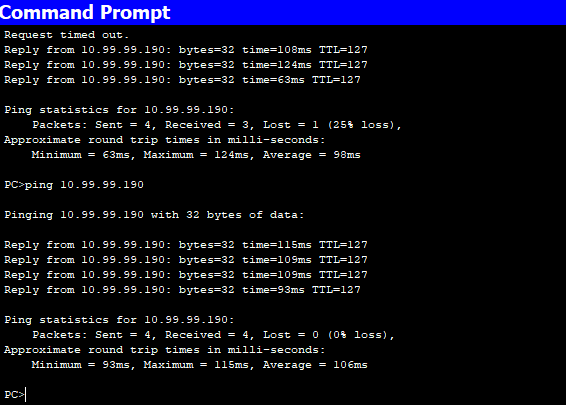 Command Prompt
Request timed out.
Reply from 10.99.99.190: bytes=32 time=108ms TTL=127
Reply from 10.99.99.190: bytes=32 time=124ms TTL=127
Reply from 10.99.99.190: bytes=32 time=63ms TTL=127
Ping statistics for 10.99.99.190:
Packets: Sent = 4, Received = 3, Lost = 1 (25% loss),
Approximate round trip times in milli-seconds:
Minimum = 63ms, Maximum = 124ms, Average = 98ms
PC>ping 10.99.99.190
Pinging 10.99.99.190 with 32 bytes of data:
Reply from 10.99.99.190: bytes=32 time=115ms TTL=127
Reply from 10.99.99.190: bytes=32 time=109ms TTL=127
Reply from 10.99.99.190: bytes=32 time=109ms TTL=127
Reply from 10.99.99.190: bytes=32 time=93ms TTL=127
Ping statistics for 10.99.99.190:
Packets: Sent = 4, Received = 4, Lost = 0 (0% loss),
Approximate round trip times in milli-seconds:
Minimum = 93ms, Maximum = 115ms, Average = 106ms
PC>